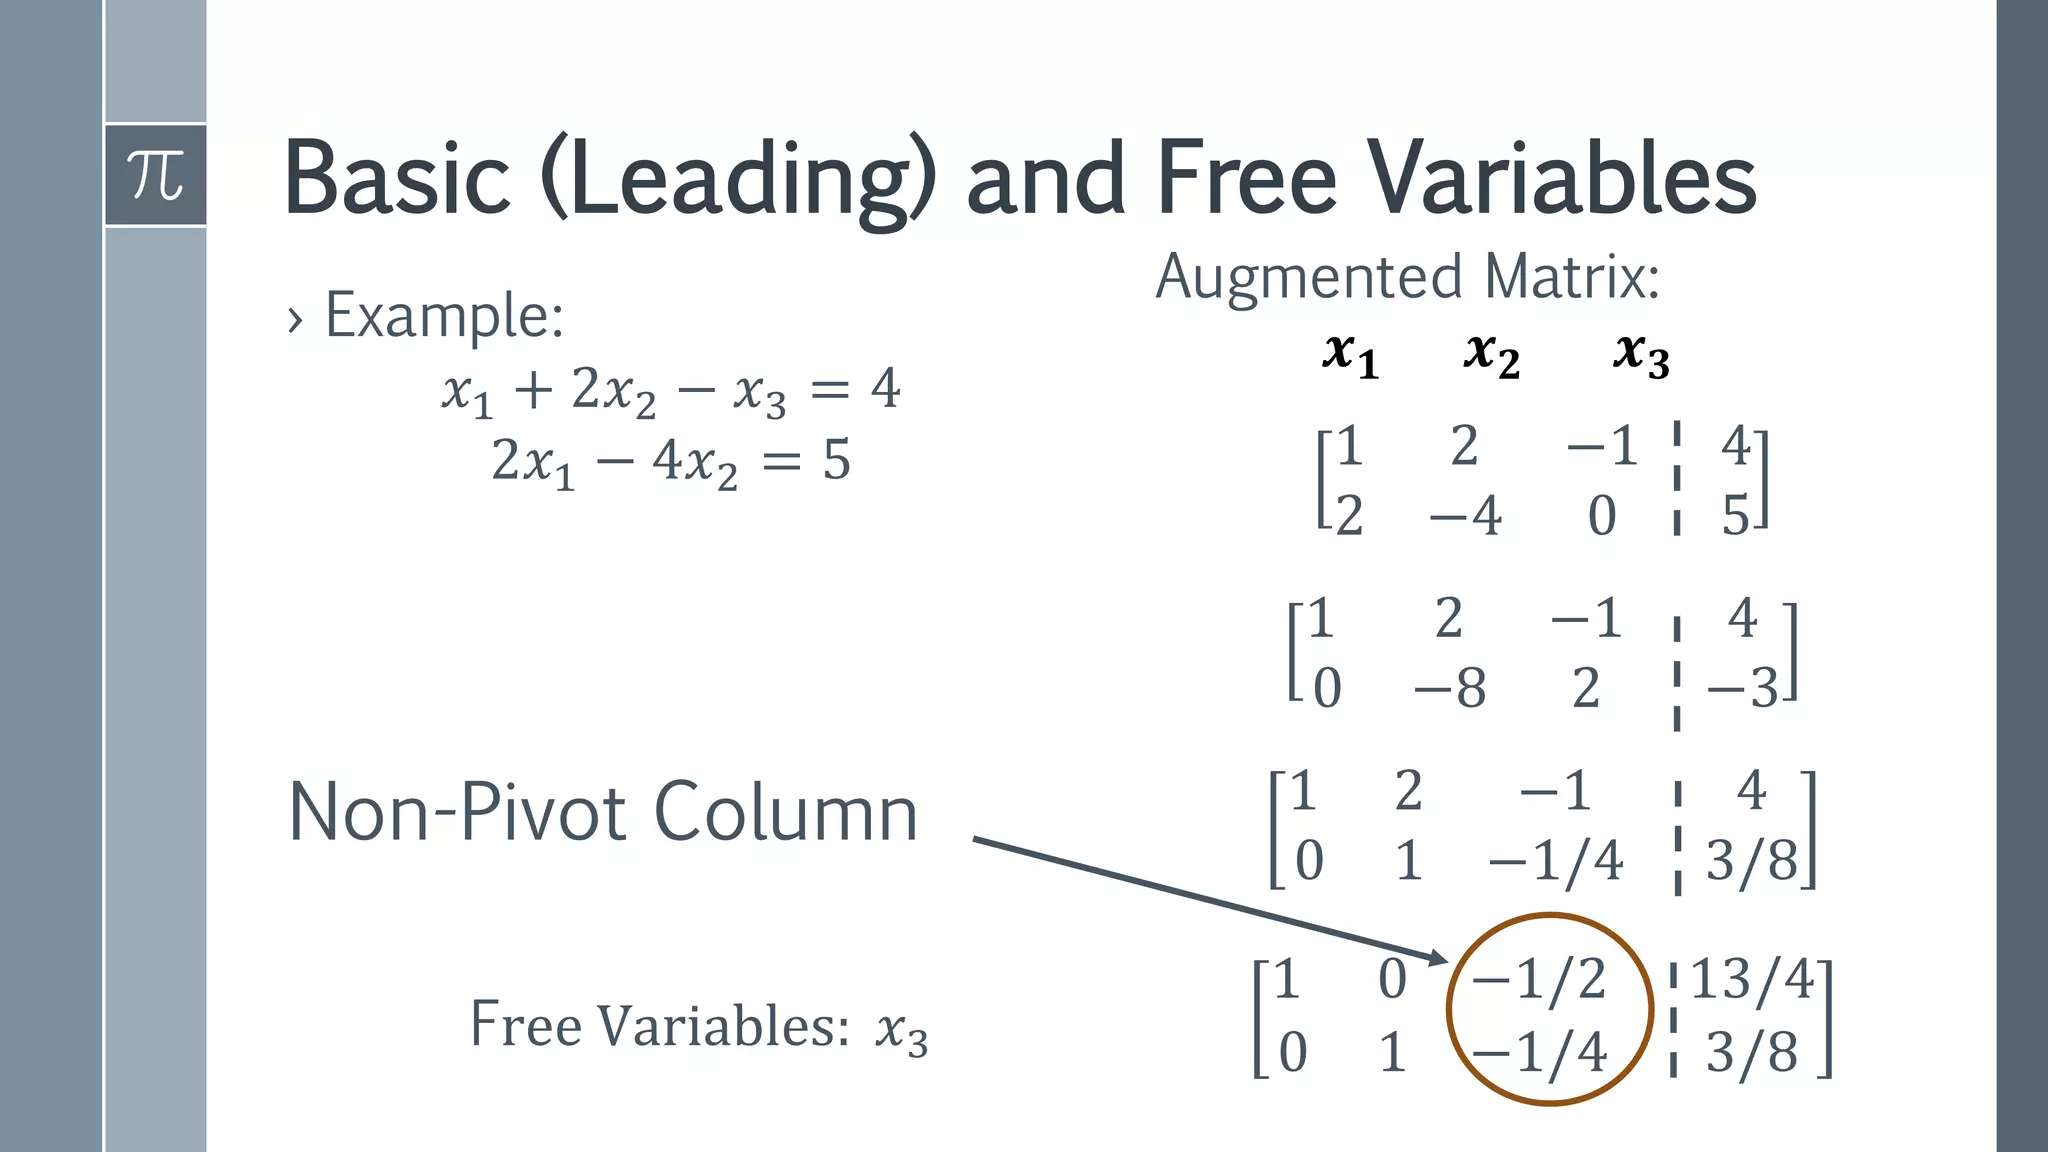 π
Basic (Leading) and Free Variables
› Example:
x₁ + 2x₂ − x₃ = 4
2x₁ − 4x₂ = 5
Non-Pivot Column
Free Variables: x₃
Augmented Matrix:
x₁ x₂ x₃
[1 2 −1 ¦ 4]
[2 −4 0 ¦ 5]
[1 2 −1 ¦ 4]
[0 −8 2 ¦ −3]
[1 2 −1 ¦ 4]
[0 1 −1/4 ¦ 3/8]
[1 0 −1/2 ¦ 13/4]
[0 1 −1/4 ¦ 3/8]